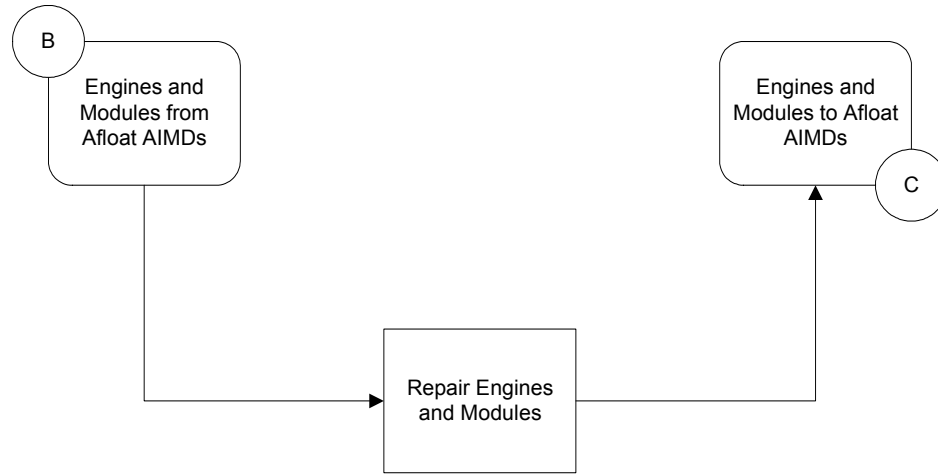 B
Engines and
Modules from
Afloat AIMDs
Engines and
Modules to Afloat
AIMDs
C
Repair Engines
and Modules